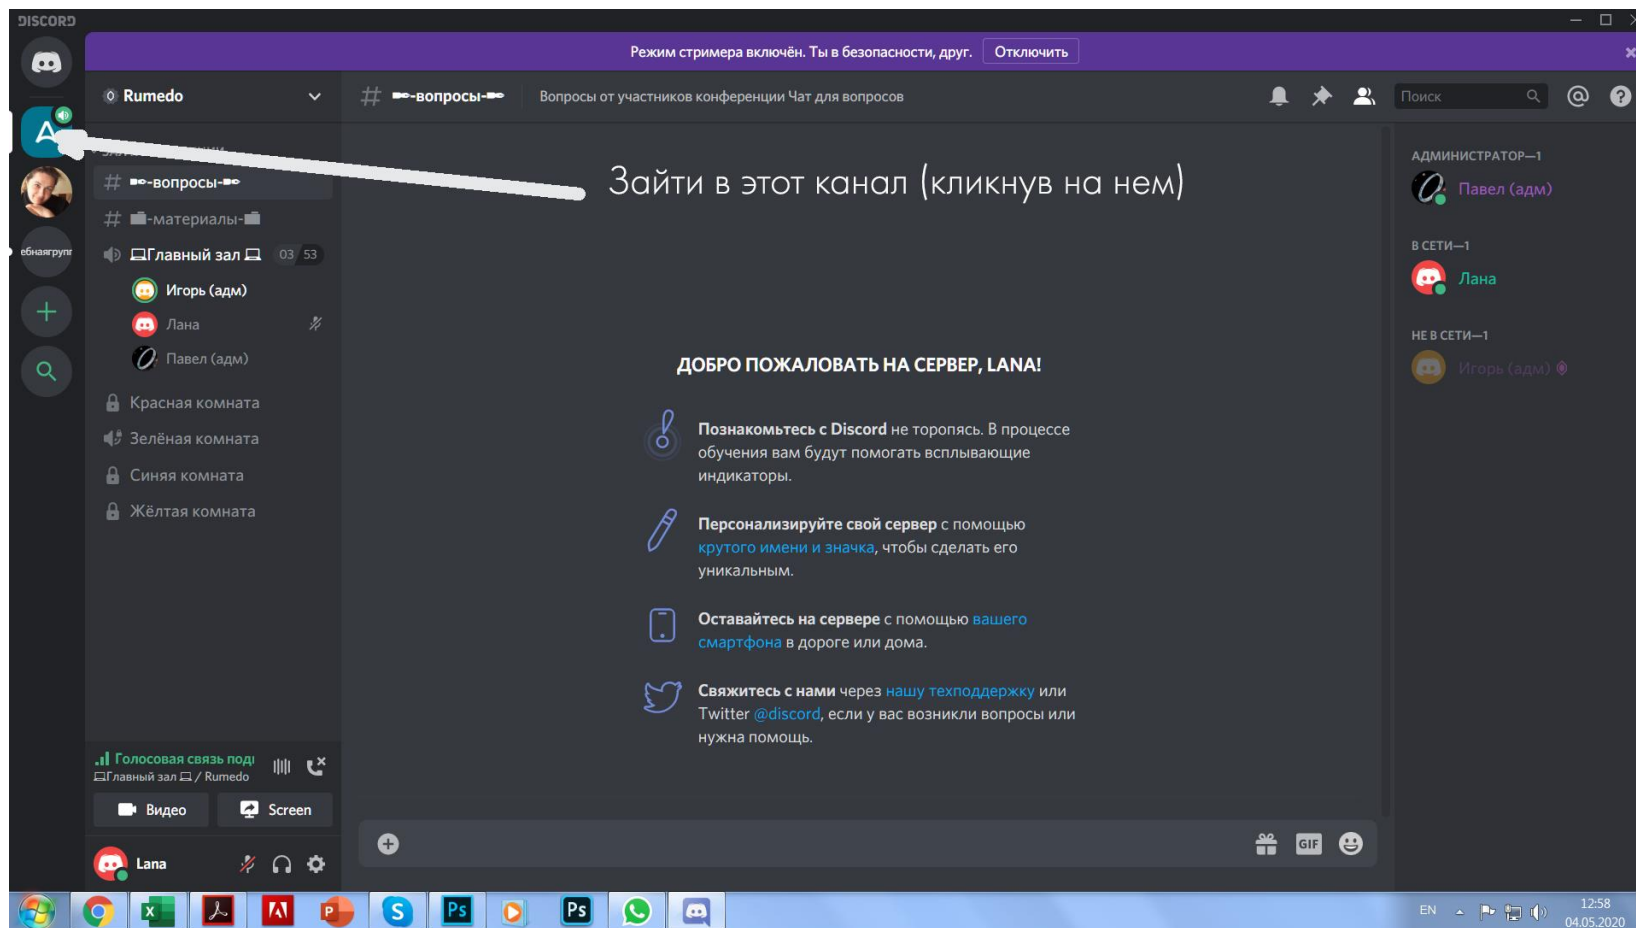 DISCORD
Режим стримера включён. Ты в безопасности, друг. Отключить
Rumedo
-вопросы-
Вопросы от участников конференции Чат для вопросов
Поиск
-вопросы-
-материалы-
Главный зал 03 53
Игорь (адм)
Лана
Павел (адм)
Красная комната
Зелёная комната
Синяя комната
Жёлтая комната
Зайти в этот канал (кликнув на нем)
ДОБРО ПОЖАЛОВАТЬ НА СЕРВЕР, LANA!
Познакомьтесь с Discord не торопясь. В процессе
обучения вам будут помогать всплывающие
индикаторы.
Персонализируйте свой сервер с помощью
крутого имени и значка, чтобы сделать его
уникальным.
Оставайтесь на сервере с помощью вашего
смартфона в дороге или дома.
Свяжитесь с нами через нашу техподдержку или
Twitter @discord, если у вас возникли вопросы или
нужна помощь.
АДМИНИСТРАТОР—1
Павел (адм)
В СЕТИ—1
Лана
НЕ В СЕТИ—1
Игорь (адм)
Голосовая связь подк
Главный зал / Rumedo
Видео
Screen
Lana
GIF
EN
12:58
04.05.2020